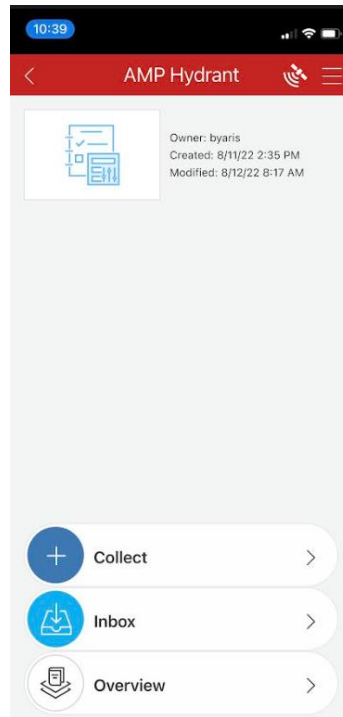 10:39
AMP Hydrant
Owner: byaris
Created: 8/11/22 2:35 PM
Modified: 8/12/22 8:17 AM
Collect
Inbox
Overview